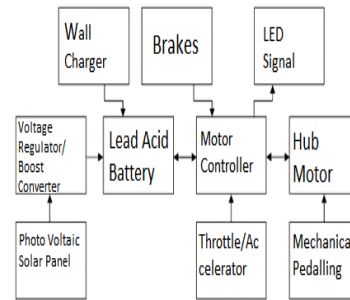 Wall
Charger
Brakes
LED
Signal
Voltage
Regulator/
Boost
Converter
Lead Acid
Battery
Motor
Controller
Hub
Motor
Photo Voltaic
Solar Panel
Throttle/Ac
celerator
Mechanica
Pedalling